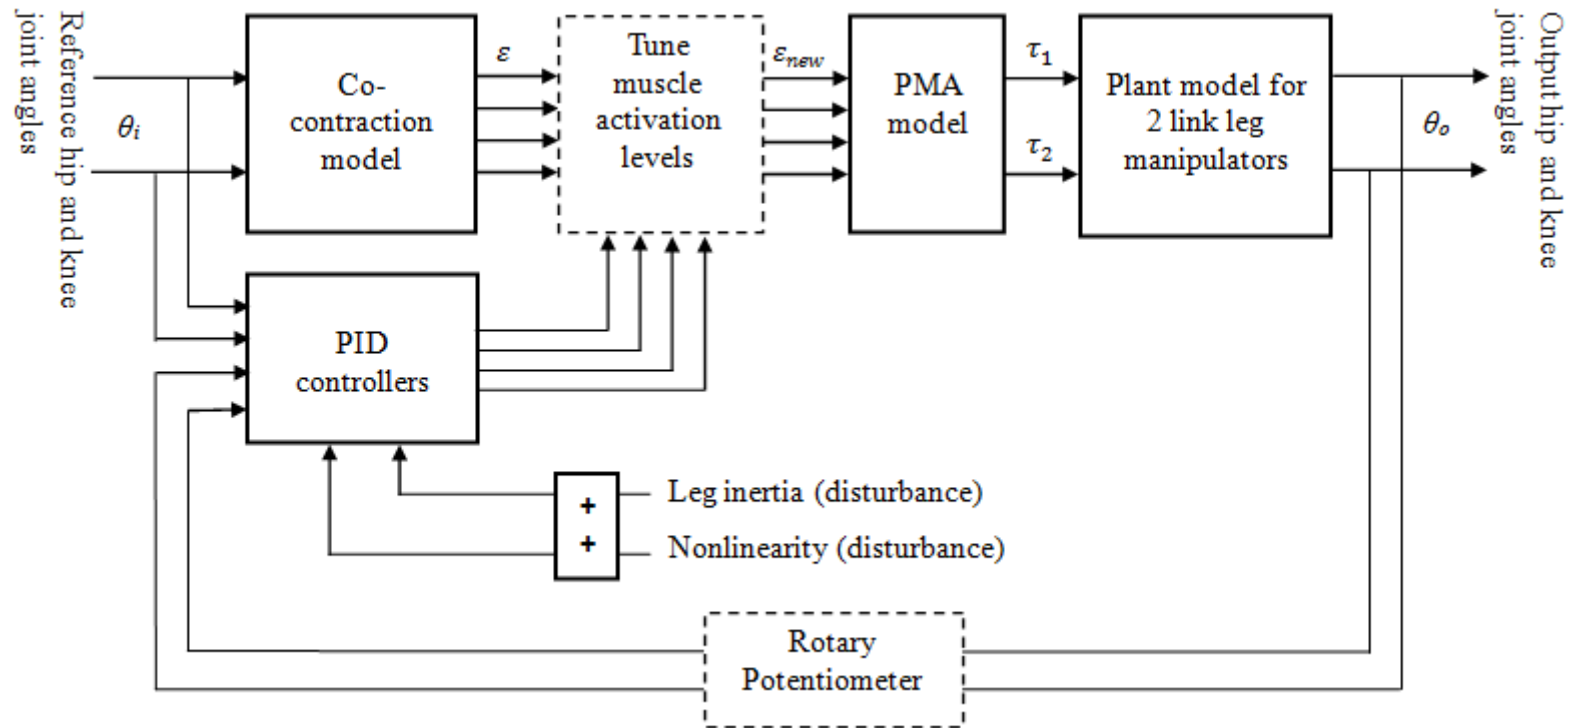 Reference hip and knee
joint angles
θi
Co-
contraction
model
ε
Tune
muscle
activation
levels
εnew
PMA
model
τ1
τ2
Plant model for
2 link leg
manipulators
θo
Output hip and knee
joint angles
PID
controllers
+
+
Leg inertia (disturbance)
Nonlinearity (disturbance)
Rotary
Potentiometer